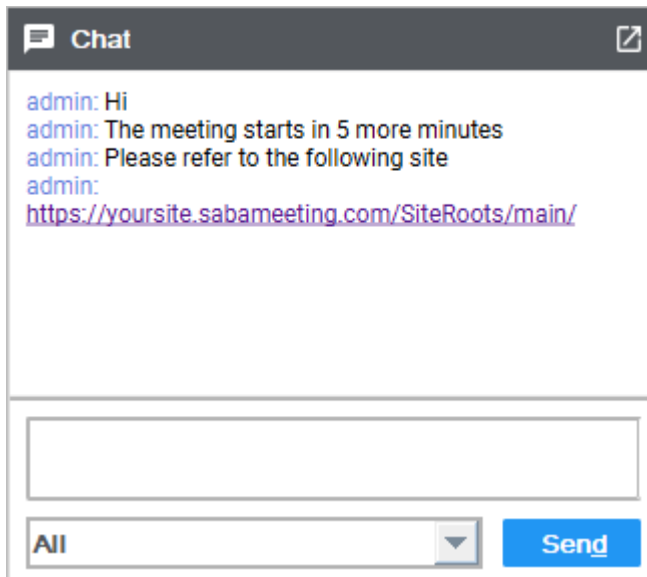 Chat
admin: Hi
admin: The meeting starts in 5 more minutes
admin: Please refer to the following site
admin:
https://yoursite.sabameeting.com/SiteRoots/main/
All
Send